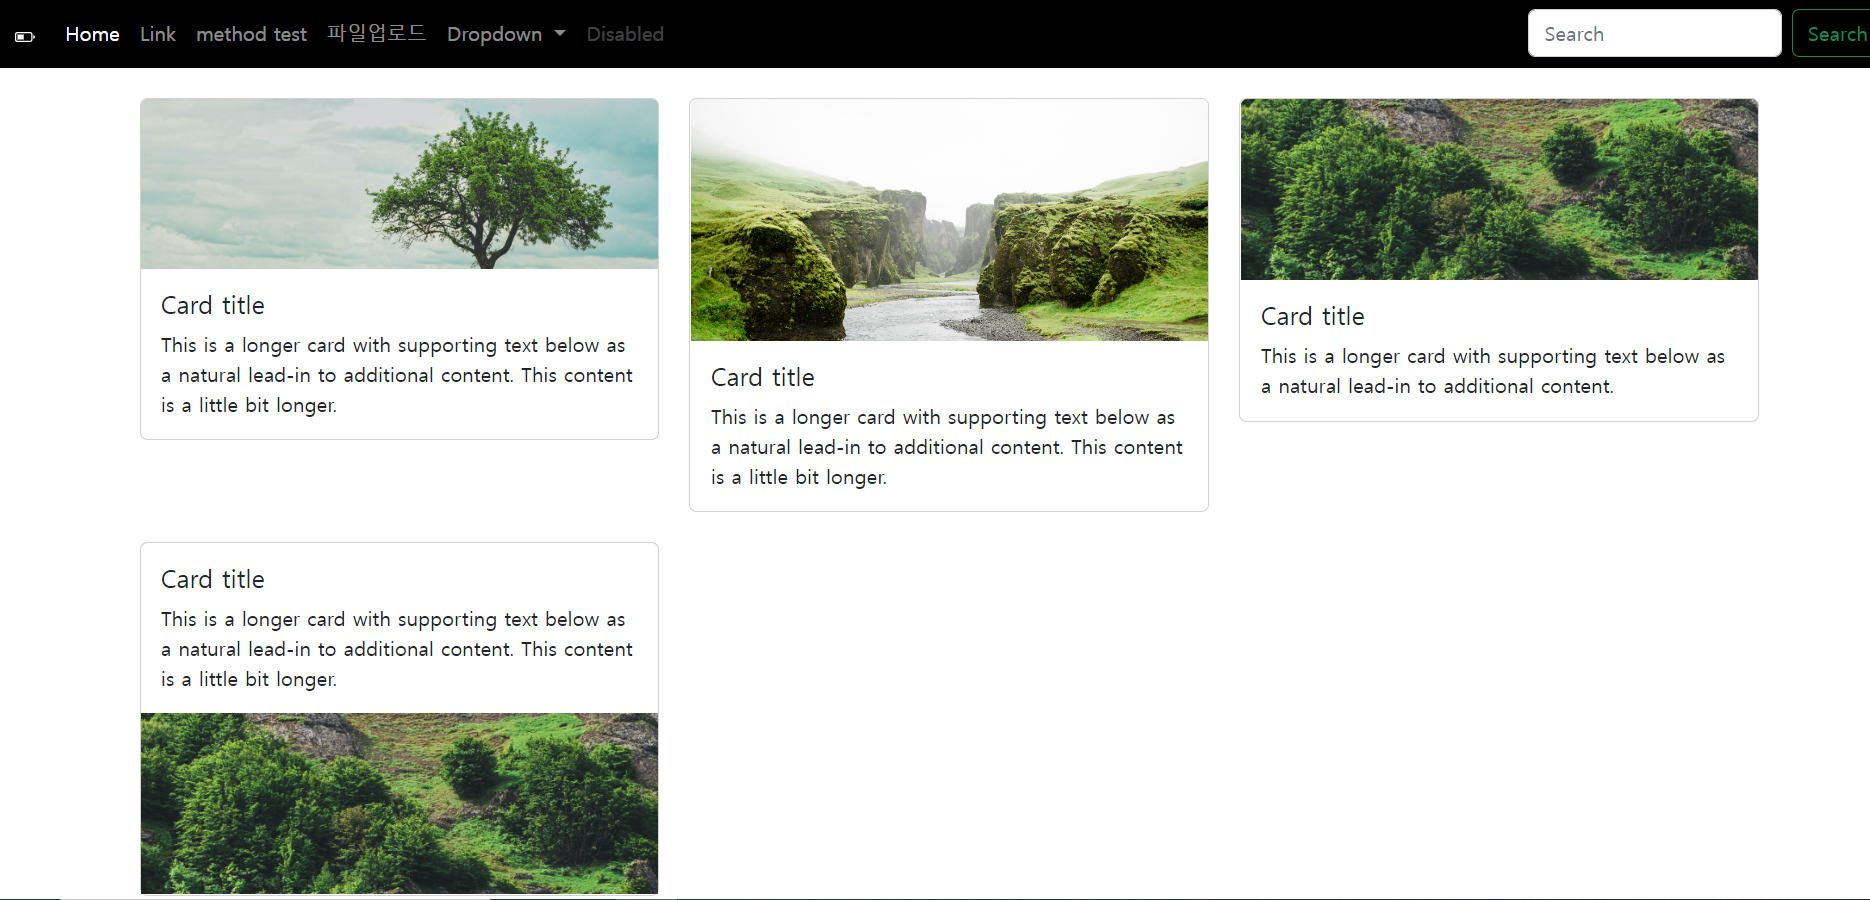 Home Link method test 파일업로드 Dropdown Disabled Search Search
Card title
This is a longer card with supporting text below as
a natural lead-in to additional content. This content
is a little bit longer.
Card title
This is a longer card with supporting text below as
a natural lead-in to additional content. This content
is a little bit longer.
Card title
This is a longer card with supporting text below as
a natural lead-in to additional content.
Card title
This is a longer card with supporting text below as
a natural lead-in to additional content. This content
is a little bit longer.